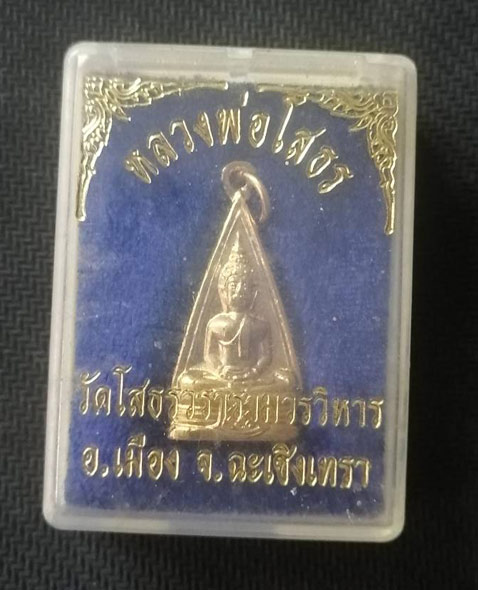 หลวงพ่อโสธร
วัดโสธรวรารามวรวิหาร
อ.เมือง จ.ฉะเชิงเทรา